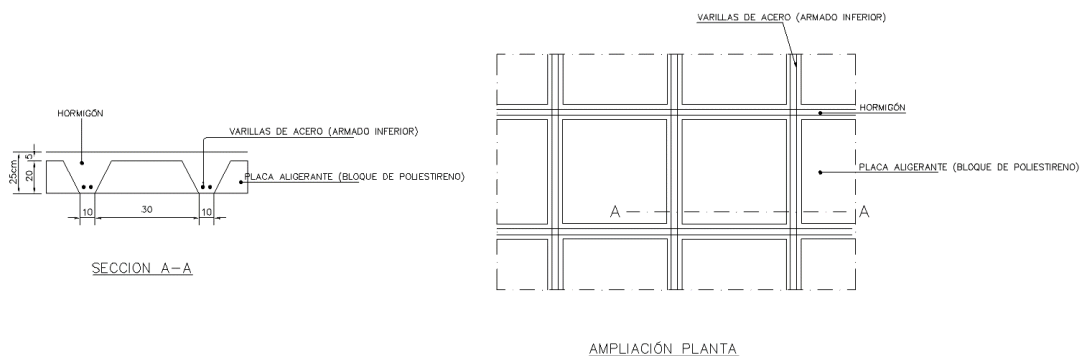 VARILLAS DE ACERO (ARMADO INFERIOR)
HORMIGÓN
HORMIGÓN
VARILLAS DE ACERO (ARMADO INFERIOR)
25cm
5
20
PLACA ALIGERANTE (BLOQUE DE POLIESTIRENO)
PLACA ALIGERANTE (BLOQUE DE POLIESTIRENO)
10
30
10
A
A
SECCION A-A
AMPLIACIÓN PLANTA